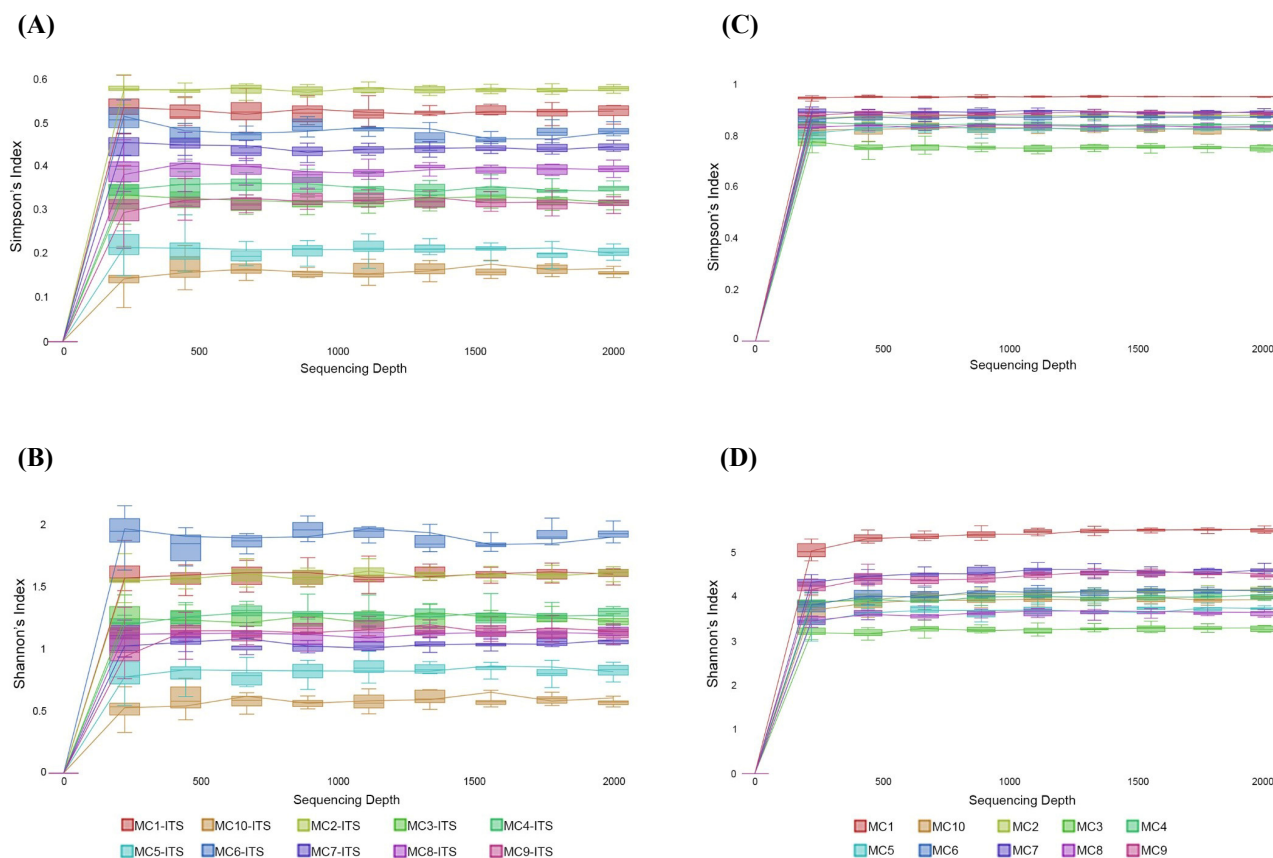 (A)
0.6
0.5
0.4
0.3
0.2
0.1
0
Simpson's Index
0 500 1000 1500 2000
Sequencing Depth
(C)
1
0.8
0.6
0.4
0.2
0
Simpson's Index
0 500 1000 1500 2000
Sequencing Depth
(B)
2
1.5
1
0.5
0
Shannon's Index
0 500 1000 1500 2000
Sequencing Depth
MC1-ITS MC10-ITS MC2-ITS MC3-ITS MC4-ITS
MC5-ITS MC6-ITS MC7-ITS MC8-ITS MC9-ITS
(D)
5
4
3
2
1
0
Shannon's Index
0 500 1000 1500 2000
Sequencing Depth
MC1 MC10 MC2 MC3 MC4
MC5 MC6 MC7 MC8 MC9